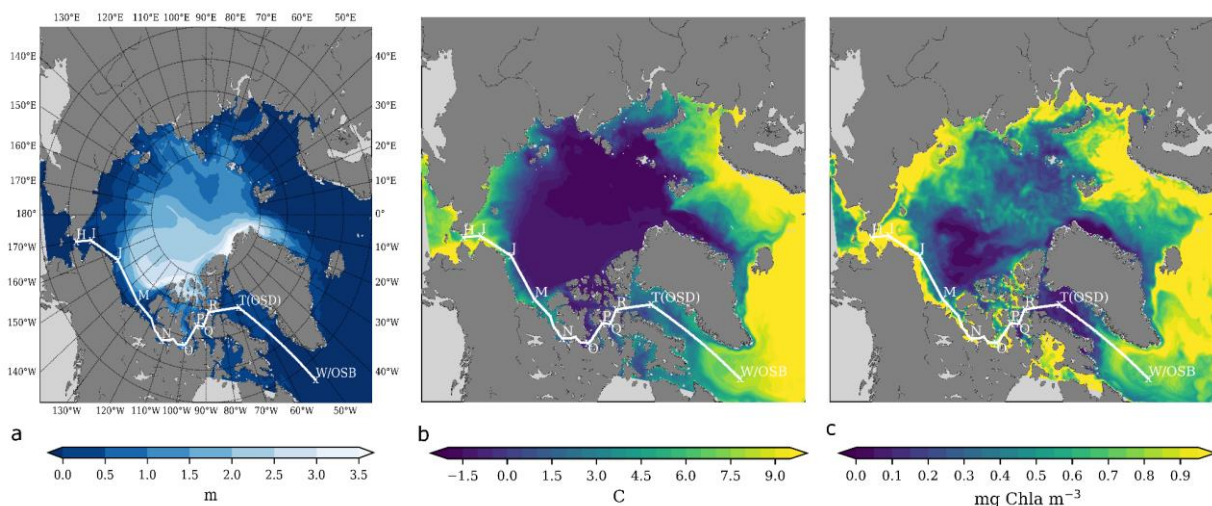 130°E 120°E 110°E 100°E 90°E 80°E 70°E 60°E 50°E
140°E 40°E
150°E 30°E
160°E 20°E
170°E 10°E
180° 0°
170°W 10°W
160°W 20°W
150°W 30°W
140°W 40°W
130°W 120°W 110°W 100°W 90°W 80°W 70°W 60°W 50°W
H I J M N O P Q R T(OSD) W/OSB
H I J M N O P Q R T(OSD) W/OSB
H I J M N O P Q R T(OSD) W/OSB
a
0.0 0.5 1.0 1.5 2.0 2.5 3.0 3.5
m
b
−1.5 0.0 1.5 3.0 4.5 6.0 7.5 9.0
C
c
0.0 0.1 0.2 0.3 0.4 0.5 0.6 0.7 0.8 0.9
mg Chla m⁻³